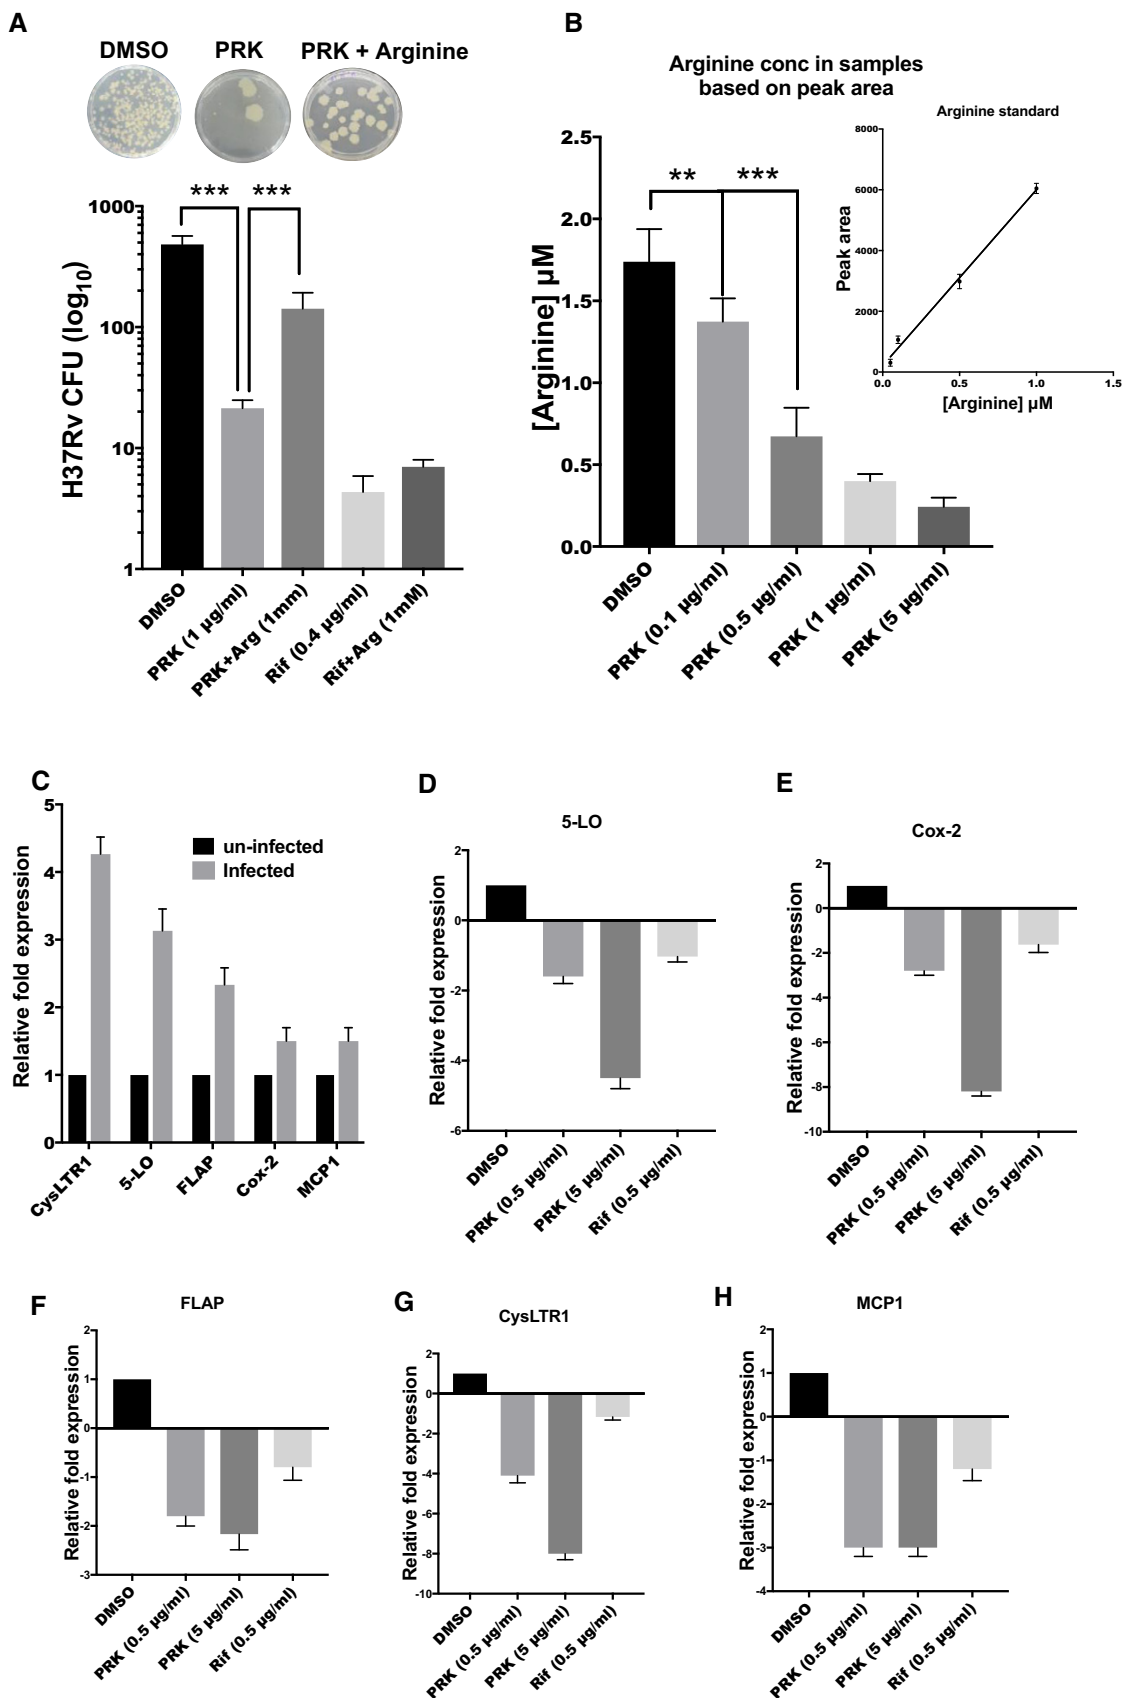 A
DMSO PRK PRK + Arginine
*** ***
H37Rv CFU (log10)
1000
100
10
1
DMSO
PRK (1 µg/ml)
PRK+Arg (1mm)
Rif (0.4 µg/ml)
Rif+Arg (1mM)
B
Arginine conc in samples
based on peak area
** ***
[Arginine] µM
2.5
2.0
1.5
1.0
0.5
0.0
DMSO
PRK (0.1 µg/ml)
PRK (0.5 µg/ml)
PRK (1 µg/ml)
PRK (5 µg/ml)
Arginine standard
Peak area
8000
6000
4000
2000
0
0.0 0.5 1.0 1.5
[Arginine] µM
C
Relative fold expression
5
4
3
2
1
0
un-infected
Infected
CysLTR1
5-LO
FLAP
Cox-2
MCP1
D
5-LO
Relative fold expression
2
0
-2
-4
-6
DMSO
PRK (0.5 µg/ml)
PRK (5 µg/ml)
Rif (0.5 µg/ml)
E
Cox-2
Relative fold expression
2
0
-2
-4
-6
-8
-10
DMSO
PRK (0.5 µg/ml)
PRK (5 µg/ml)
Rif (0.5 µg/ml)
F
FLAP
Relative fold expression
2
1
0
-1
-2
-3
DMSO
PRK (0.5 µg/ml)
PRK (5 µg/ml)
Rif (0.5 µg/ml)
G
CysLTR1
Relative fold expression
2
0
-2
-4
-6
-8
-10
DMSO
PRK (0.5 µg/ml)
PRK (5 µg/ml)
Rif (0.5 µg/ml)
H
MCP1
Relative fold expression
2
1
0
-1
-2
-3
-4
DMSO
PRK (0.5 µg/ml)
PRK (5 µg/ml)
Rif (0.5 µg/ml)